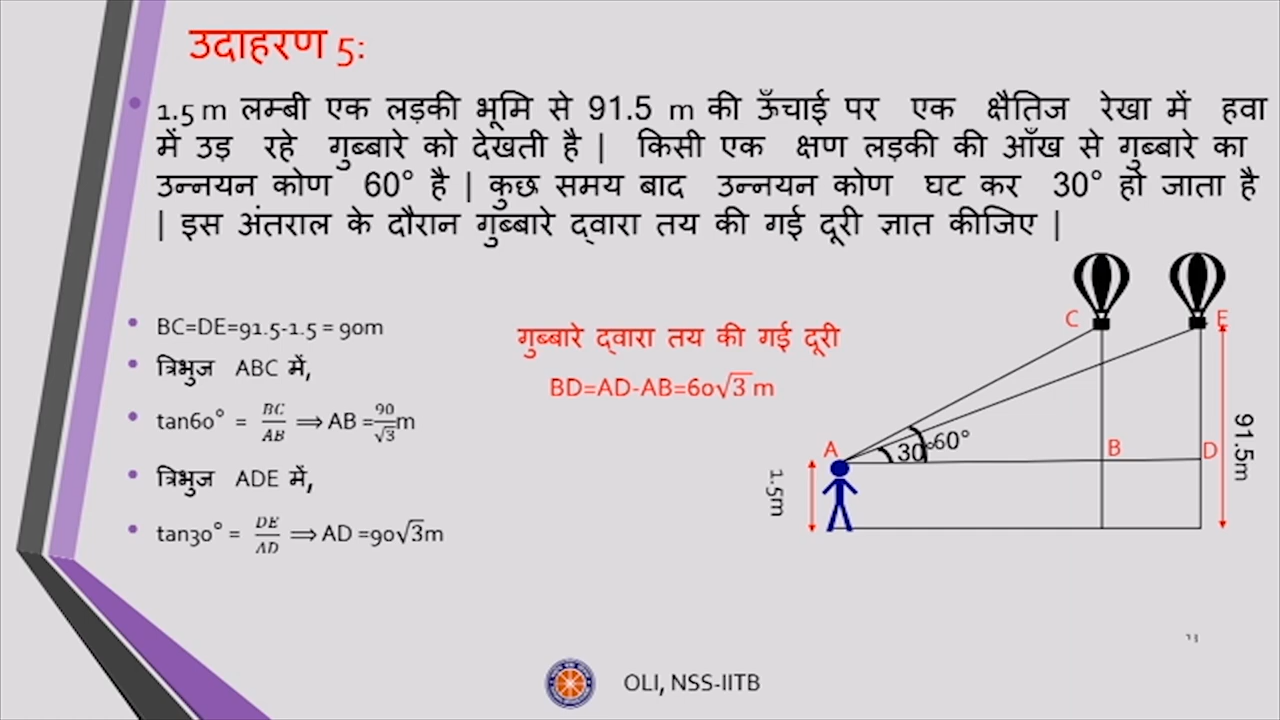 उदाहरण 5:
1.5 m लम्बी एक लड़की भूमि से 91.5 m की ऊँचाई पर एक क्षैतिज रेखा में हवा
में उड़ रहे गुब्बारे को देखती है | किसी एक क्षण लड़की की आँख से गुब्बारे का
उन्नयन कोण 60° है | कुछ समय बाद उन्नयन कोण घट कर 30° हो जाता है
| इस अंतराल के दौरान गुब्बारे द्वारा तय की गई दूरी ज्ञात कीजिए |
BC=DE=91.5-1.5 = 90m
त्रिभुज ABC में,
tan60° = BC/AB ⟹ AB = 90/√3 m
त्रिभुज ADE में,
tan30° = DE/AD ⟹ AD =90√3m
गुब्बारे द्वारा तय की गई दूरी
BD=AD-AB=60√3 m
C
E
A
30°
60°
B
D
1.5m
91.5m
13
OLI, NSS-IITB